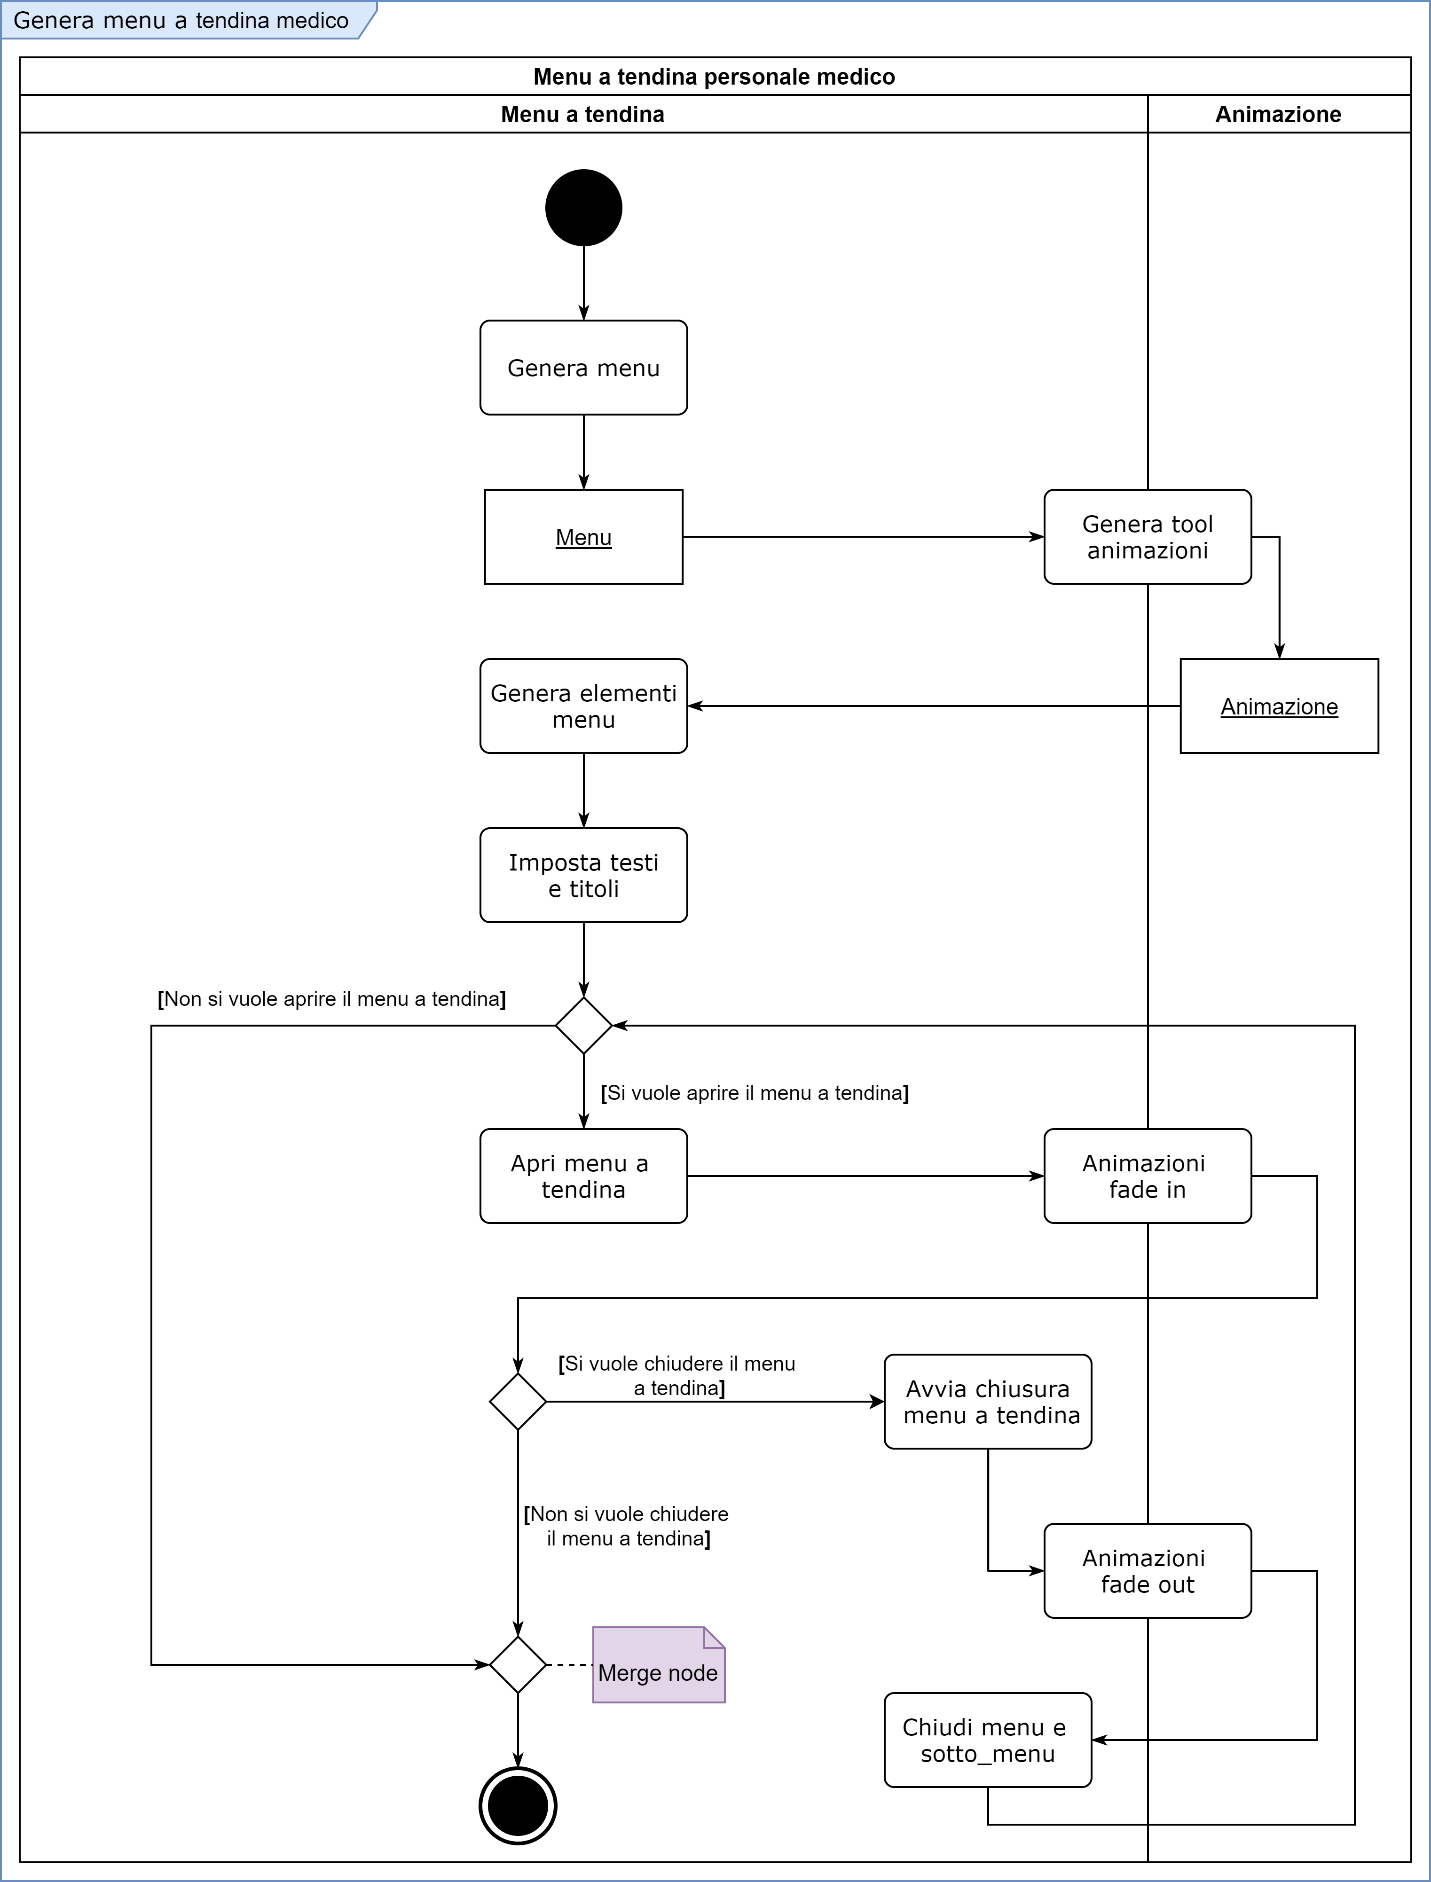 Genera menu a tendina medico
Menu a tendina personale medico
Menu a tendina
Animazione
Genera menu
Menu
Genera tool
animazioni
Genera elementi
menu
Animazione
Imposta testi
e titoli
[Non si vuole aprire il menu a tendina]
[Si vuole aprire il menu a tendina]
Apri menu a
tendina
Animazioni
fade in
[Si vuole chiudere il menu
a tendina]
Avvia chiusura
menu a tendina
[Non si vuole chiudere
il menu a tendina]
Animazioni
fade out
Merge node
Chiudi menu e
sotto_menu